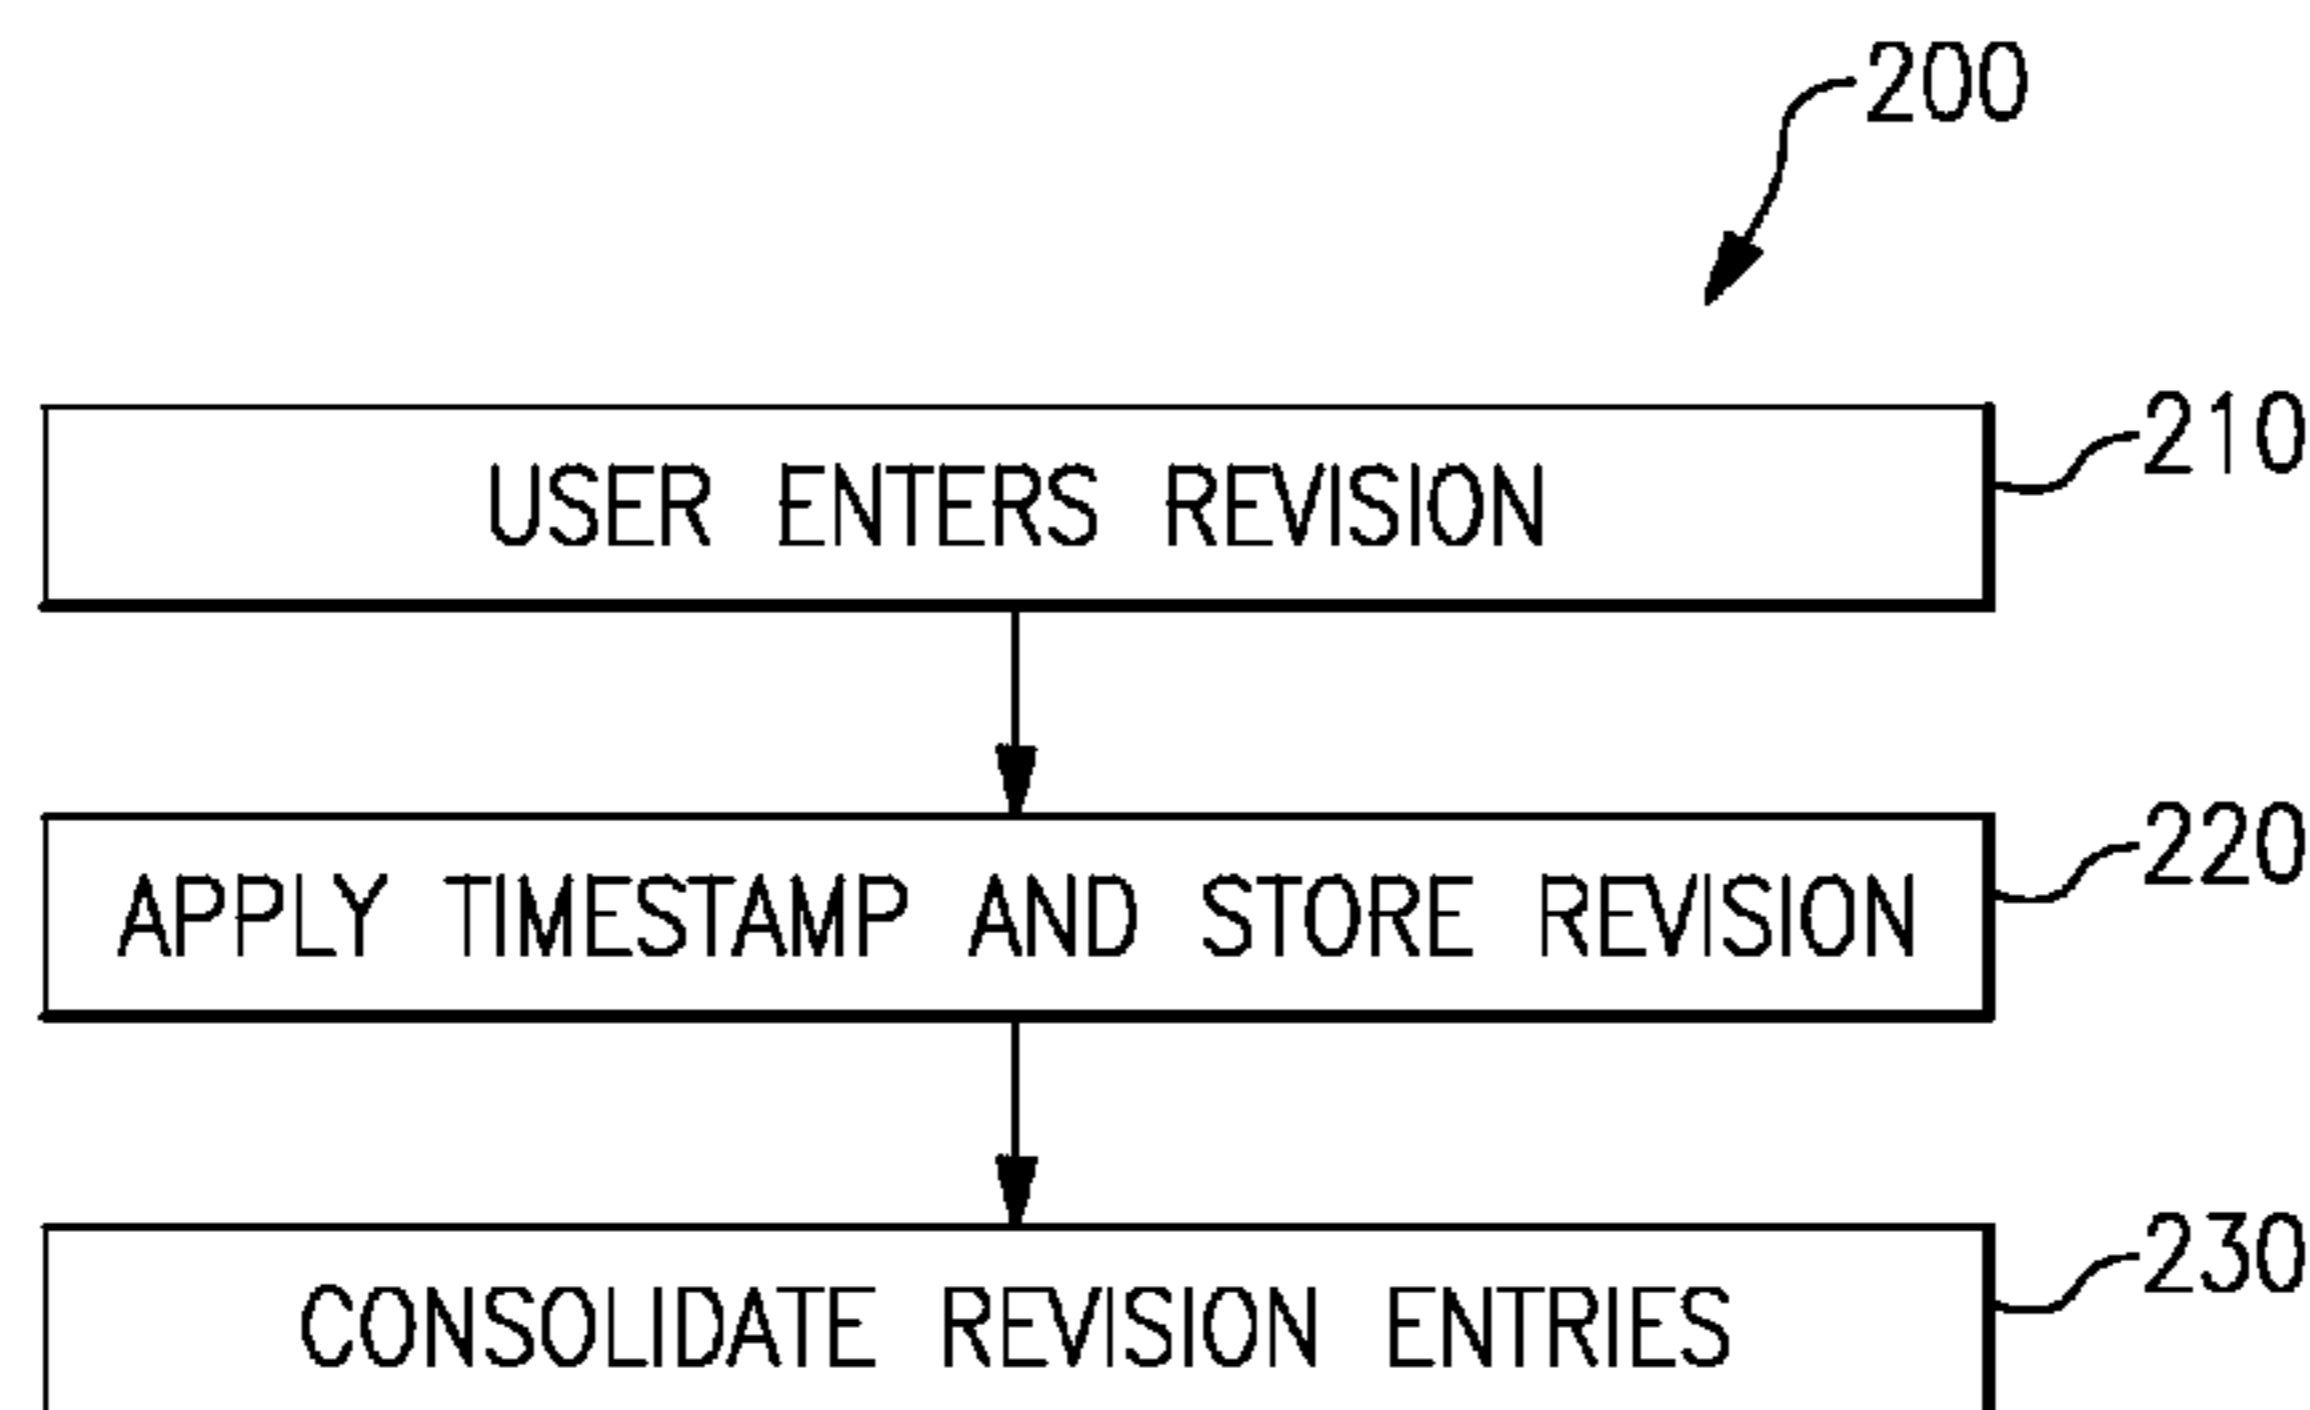 200
USER ENTERS REVISION
210
APPLY TIMESTAMP AND STORE REVISION
220
CONSOLIDATE REVISION ENTRIES
230